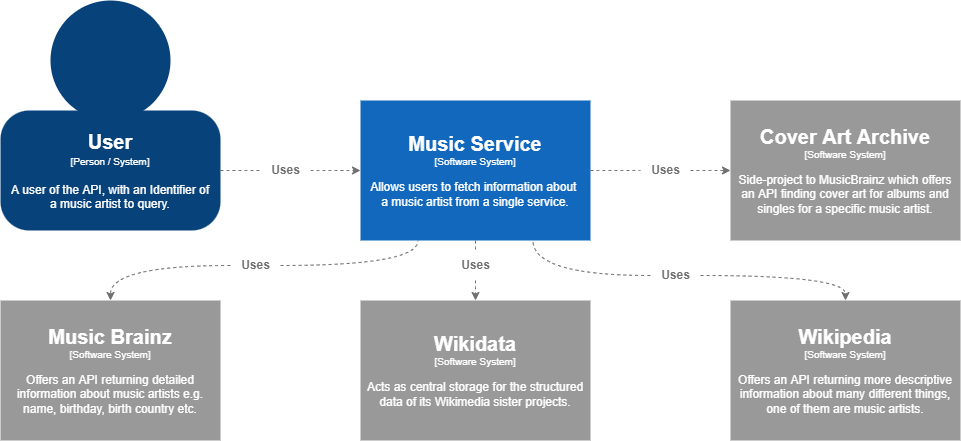 User
[Person / System]
A user of the API, with an Identifier of
a music artist to query.
Uses
Music Service
[Software System]
Allows users to fetch information about
a music artist from a single service.
Uses
Cover Art Archive
[Software System]
Side-project to MusicBrainz which offers
an API finding cover art for albums and
singles for a specific music artist.
Uses
Uses
Uses
Music Brainz
[Software System]
Offers an API returning detailed
information about music artists e.g.
name, birthday, birth country etc.
Wikidata
[Software System]
Acts as central storage for the structured
data of its Wikimedia sister projects.
Wikipedia
[Software System]
Offers an API returning more descriptive
information about many different things,
one of them are music artists.